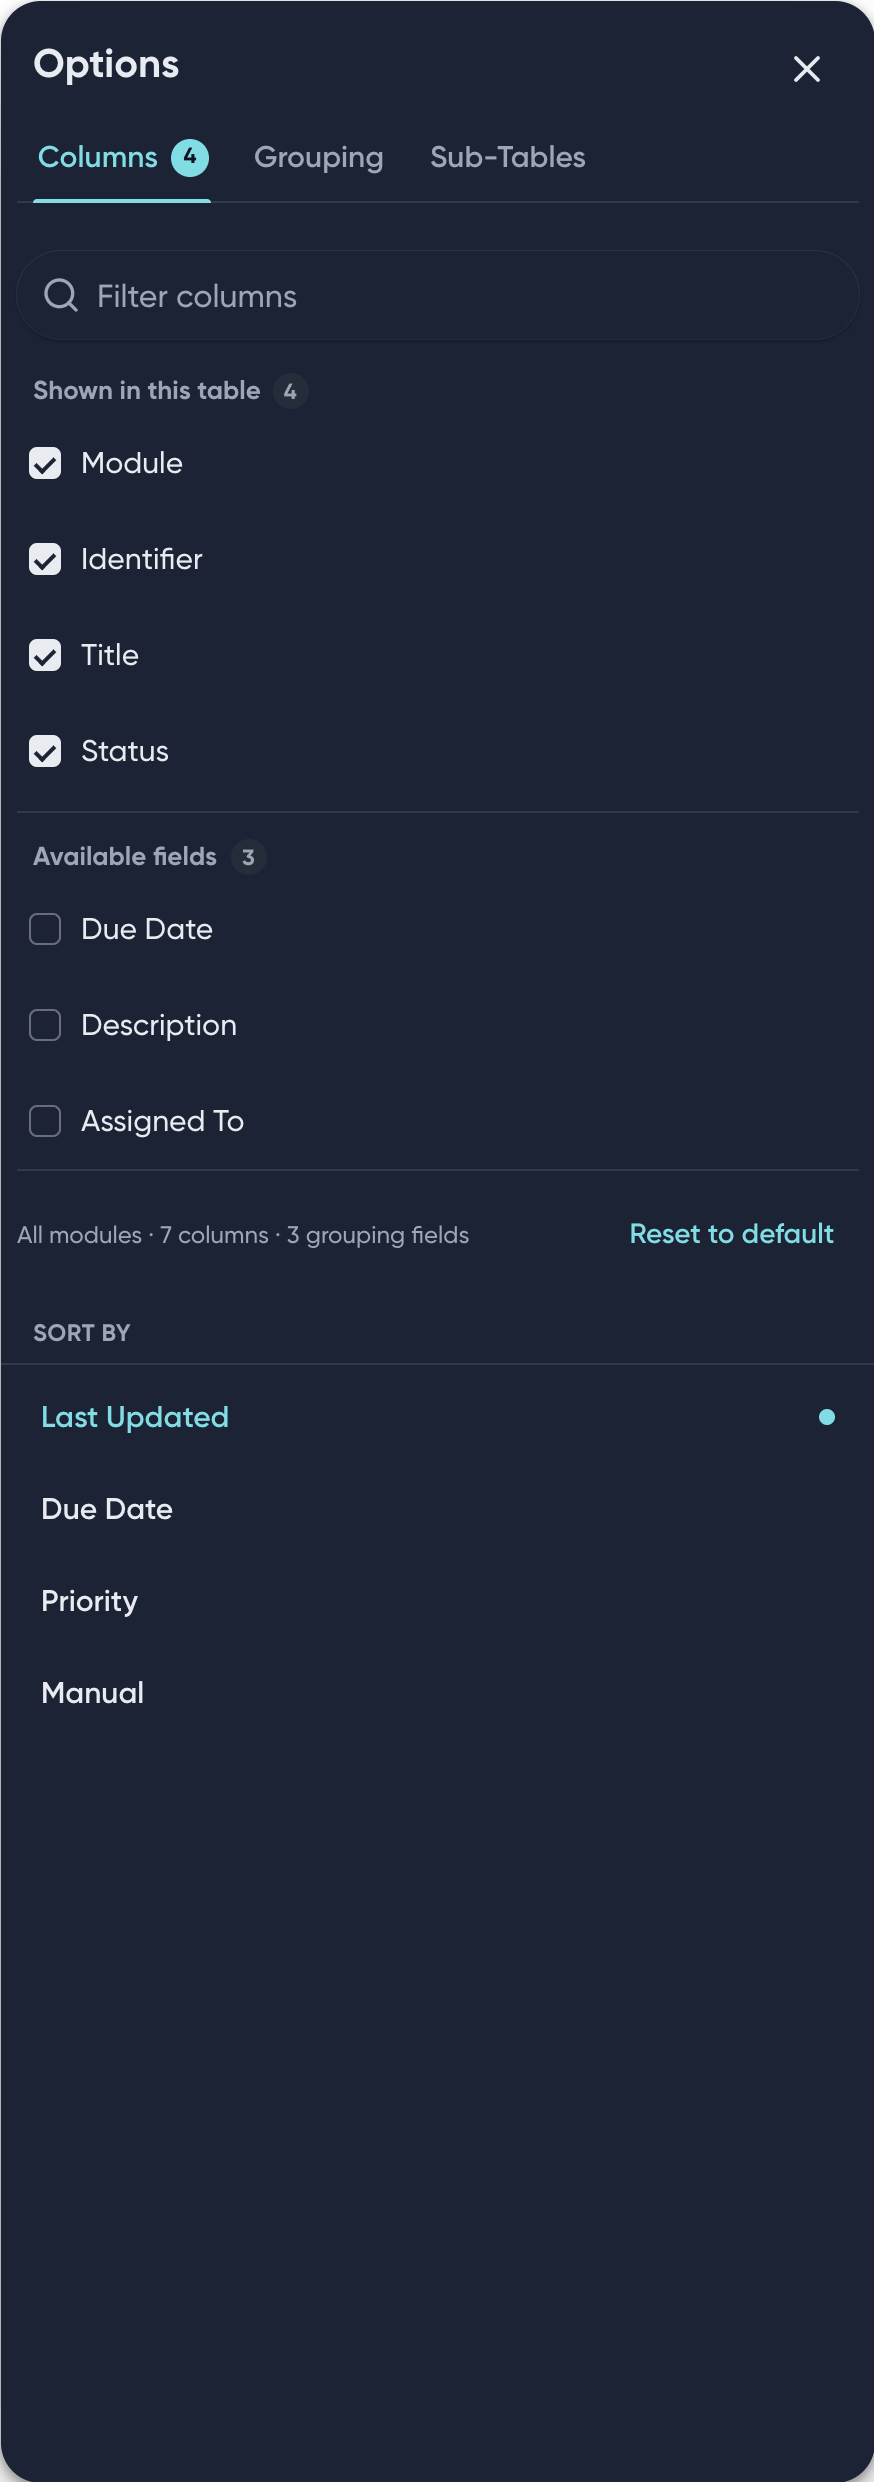 Options
Columns 4 Grouping Sub-Tables
Filter columns
Shown in this table 4
Module
Identifier
Title
Status
Available fields 3
Due Date
Description
Assigned To
All modules · 7 columns · 3 grouping fields Reset to default
SORT BY
Last Updated
Due Date
Priority
Manual